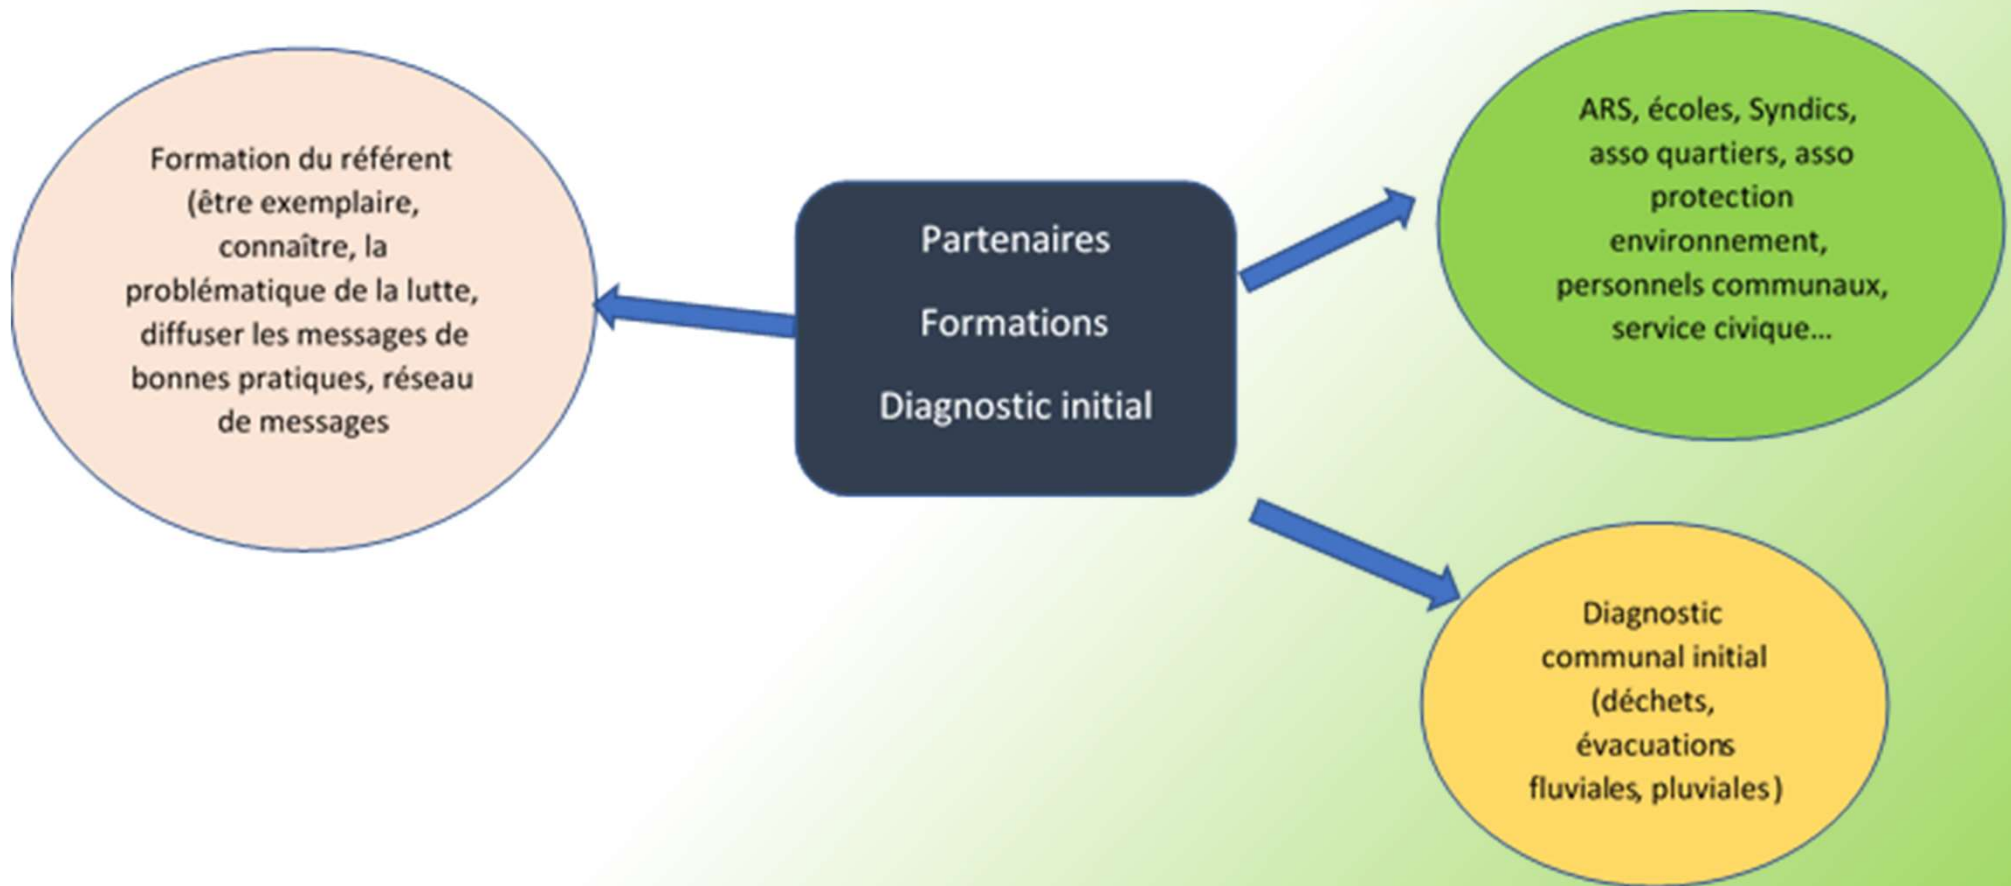 Formation du référent
(être exemplaire,
connaître, la
problématique de la lutte,
diffuser les messages de
bonnes pratiques, réseau
de messages
Partenaires
Formations
Diagnostic initial
ARS, écoles, Syndics,
asso quartiers, asso
protection
environnement,
personnels communaux,
service civique...
Diagnostic
communal initial
(déchets,
évacuations
fluviales, pluviales)